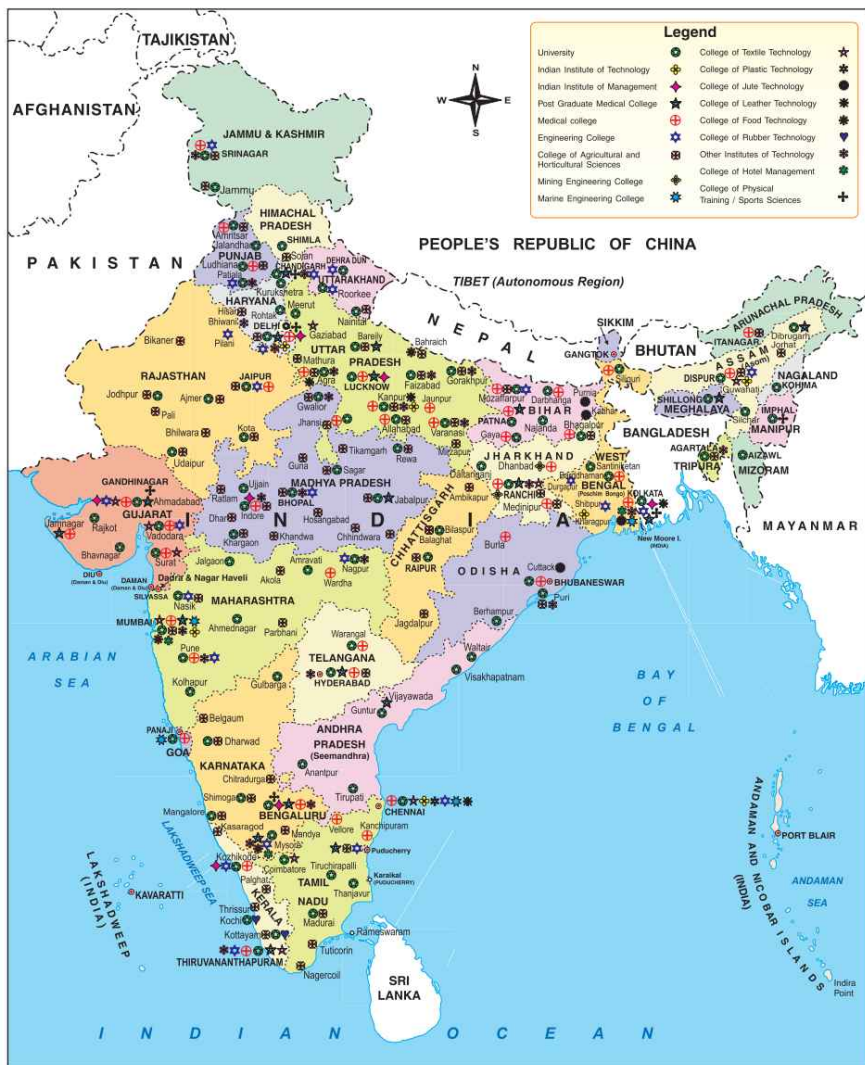 Legend
University
Indian Institute of Technology
Indian Institute of Management
Post Graduate Medical College
Medical college
Engineering College
College of Agricultural and
Horticultural Sciences
Mining Engineering College
Marine Engineering College
College of Textile Technology
College of Plastic Technology
College of Jute Technology
College of Leather Technology
College of Food Technology
College of Rubber Technology
Other Institutes of Technology
College of Hotel Management
College of Physical
Training / Sports Sciences
N
W E
S
TAJIKISTAN
AFGHANISTAN
JAMMU & KASHMIR
SRINAGAR
Jammu
HIMACHAL
PRADESH
SHIMLA
Solan
PEOPLE'S REPUBLIC OF CHINA
TIBET (Autonomous Region)
PAKISTAN
Amritsar
Jalandhar
PUNJAB
Ludhiana
Patiala
CHANDIGARH
DEHRA DUN
UTTARAKHAND
Roorkee
Nainital
Kurukshetra
HARYANA
Hisar
Rohtak
Meerut
Bhiwani
DELHI
Gaziabad
Pilani
NEPAL
SIKKIM
GANGTOK
BHUTAN
ARUNACHAL PRADESH
ITANAGAR
Dibrugarh
Jorhat
ASSAM
(Asom)
DISPUR
Guwahati
NAGALAND
KOHIMA
SHILLONG
MEGHALAYA
Silcher
IMPHAL
MANIPUR
BANGLADESH
AGARTALA
TRIPURA
AIZAWL
MIZORAM
MAYANMAR
Bikaner
RAJASTHAN
JAIPUR
Jodhpur
Ajmer
Pali
Bhilwara
Kota
Udaipur
UTTAR
PRADESH
Bareily
Bahraich
Mathura
Agra
LUCKNOW
Faizabad
Gorakhpur
Gwalior
Kanpur
Jaunpur
Jhansi
Allahabad
Varanasi
Mirzapur
Mozaffarpur
Darbhanga
Purnia
Katihar
Siliguri
PATNA
BIHAR
Gaya
Najanda
Bhagalpur
JHARKHAND
Daltanganj
Dhanbad
RANCHI
Medinipur
WEST
BENGAL
(Poschim Bongo)
Santiniketan
Barddhaman
Durgapur
Shibpur
KOLKATA
Kharagpur
New Moore I.
(INDIA)
GANDHINAGAR
Ahmadabad
GUJARAT
Jamnagar
Rajkot
Vadodara
Bhavnagar
Surat
DIU
(Daman & Diu)
DAMAN
(Daman & Diu)
Dadra & Nagar Haveli
SILVASSA
MADHYA PRADESH
Tikamgarh
Guna
Sagar
Rewa
Ujjain
Ratlam
BHOPAL
Jabalpur
Indore
Dhar
Hosangabad
Khargaon
Khandwa
Chhindwara
Balaghat
CHHATTISGARH
Ambikapur
Bilaspur
RAIPUR
Jagdalpur
INDIA
ODISHA
Burla
Cuttack
BHUBANESWAR
Puri
Berhampur
Jalgaon
Amravati
Akola
Nagpur
Wardha
MAHARASHTRA
Nasik
MUMBAI
Ahmednagar
Parbhani
Pune
Kolhapur
ARABIAN
SEA
Warangal
TELANGANA
HYDERABAD
Waltair
Visakhapatnam
Vijayawada
Guntur
ANDHRA
PRADESH
(Seemandhra)
Anantpur
Tirupati
Gulbarga
Belgaum
PANAJI
GOA
Dharwad
KARNATAKA
Chitradurga
Shimoga
BENGALURU
Mangalore
Kasaragod
Mandya
Mysore
BAY
OF
BENGAL
CHENNAI
Vellore
Kanchipuram
Puducherry
Karaikal
(PUDUCHERRY)
Kozhikode
Coimbatore
Tiruchirapalli
Palghat
TAMIL
NADU
Thanjavur
Thrissur
KERALA
Kochi
Madurai
Kottayam
Rameswaram
THIRUVANANTHAPURAM
Tuticorin
Nagercoil
SRI
LANKA
LAKSHADWEEP SEA
LAKSHADWEEP
(INDIA)
KAVARATTI
ANDAMAN AND NICOBAR ISLANDS
(INDIA)
PORT BLAIR
ANDAMAN
SEA
Indira
Point
INDIAN OCEAN